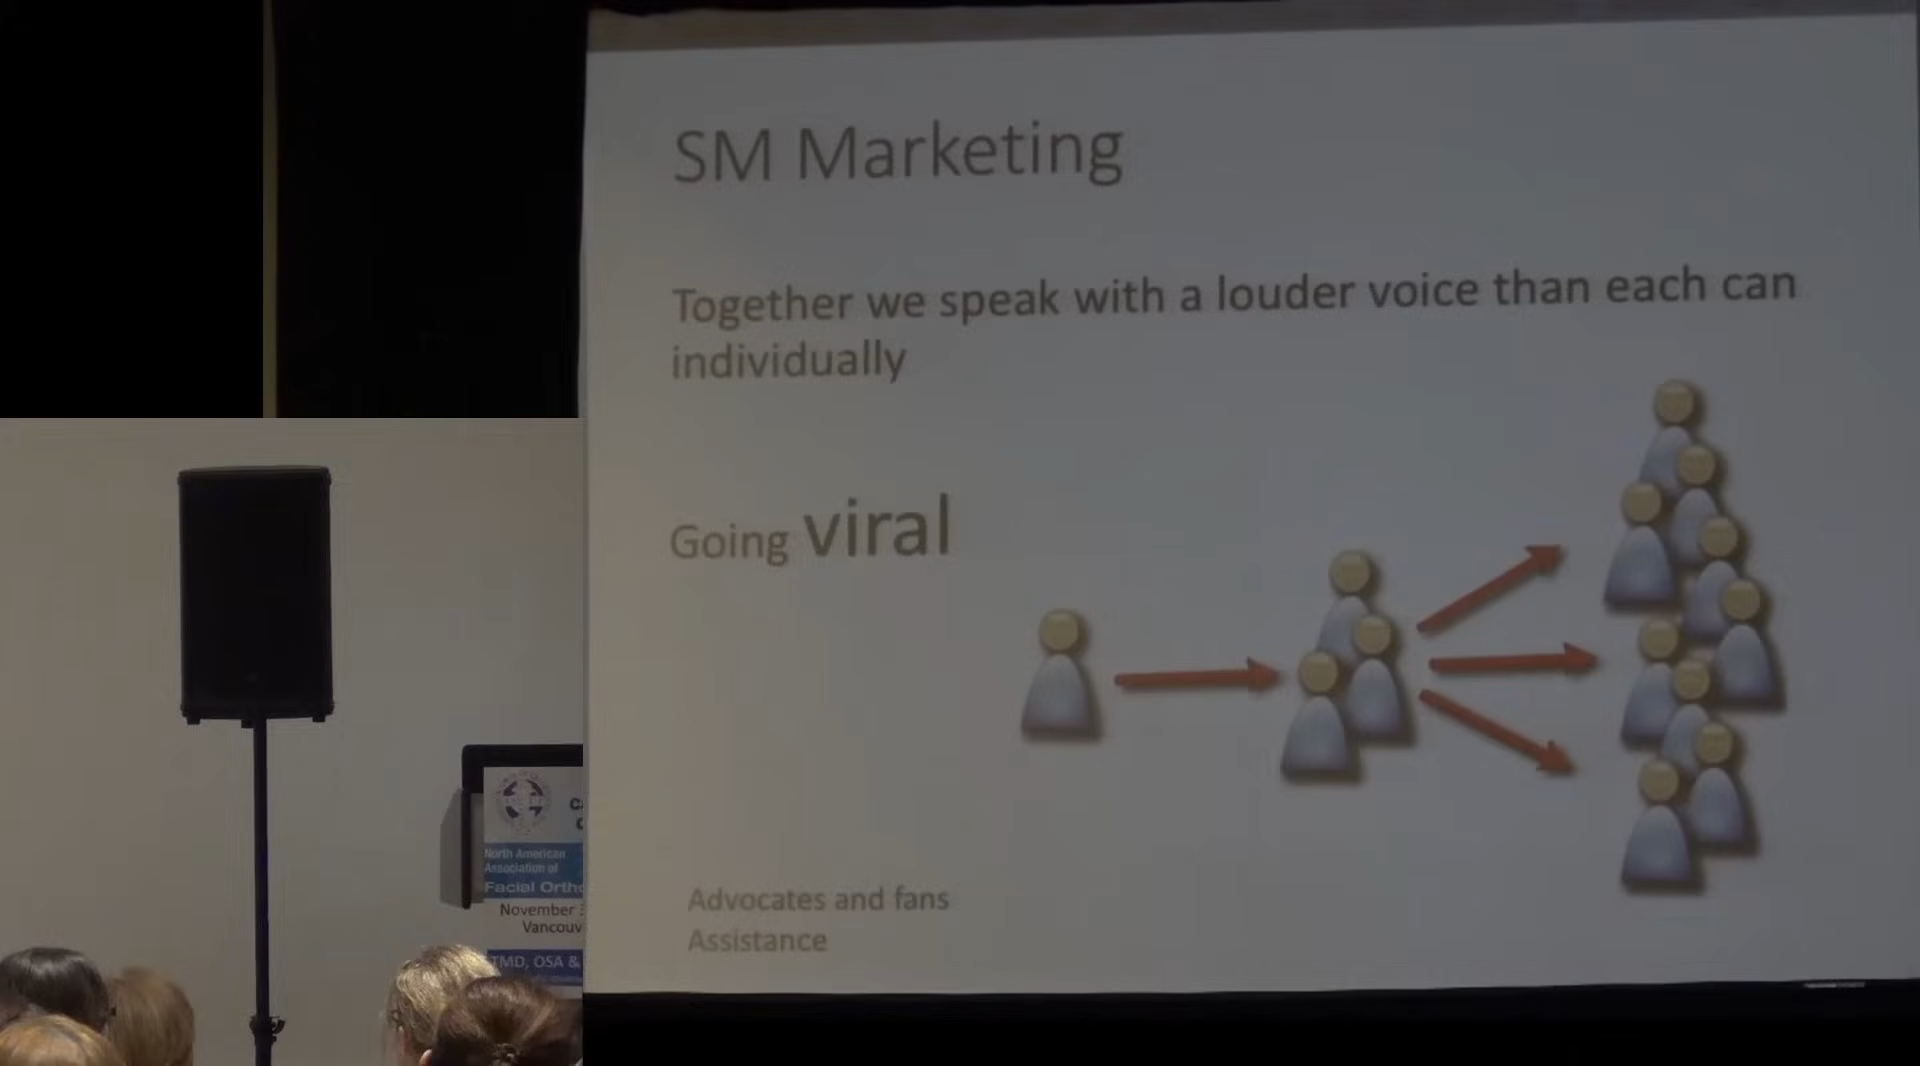 SM Marketing
Together we speak with a louder voice than each can
individually
Going viral
Advocates and fans
Assistance
North American
Association of
Facial
November
TMD, OSA &